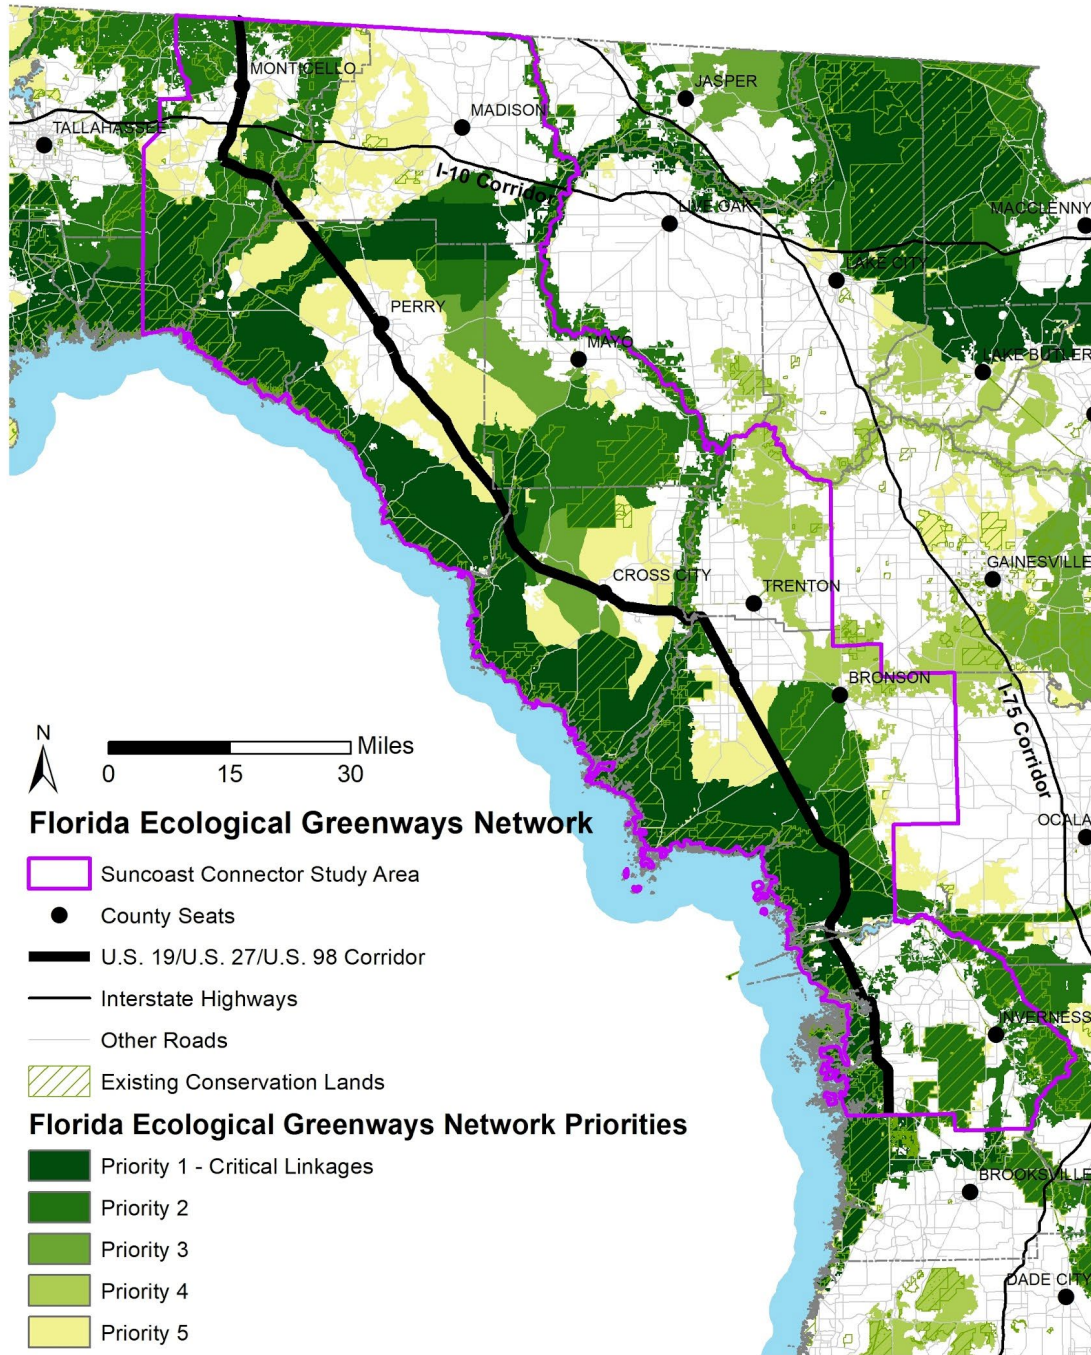 MONTICELLO
JASPER
MADISON
TALLAHASSEE
I-10 Corridor
LIVE OAK
MACCLENNY
LAKE CITY
PERRY
MAYO
LAKE BUTLER
GAINESVILLE
CROSS CITY
TRENTON
BRONSON
I-75 Corridor
N
Miles
0 15 30
OCALA
Florida Ecological Greenways Network
Suncoast Connector Study Area
County Seats
U.S. 19/U.S. 27/U.S. 98 Corridor
Interstate Highways
INVERNESS
Other Roads
Existing Conservation Lands
Florida Ecological Greenways Network Priorities
Priority 1 - Critical Linkages
BROOKSVILLE
Priority 2
Priority 3
Priority 4
DADE CITY
Priority 5